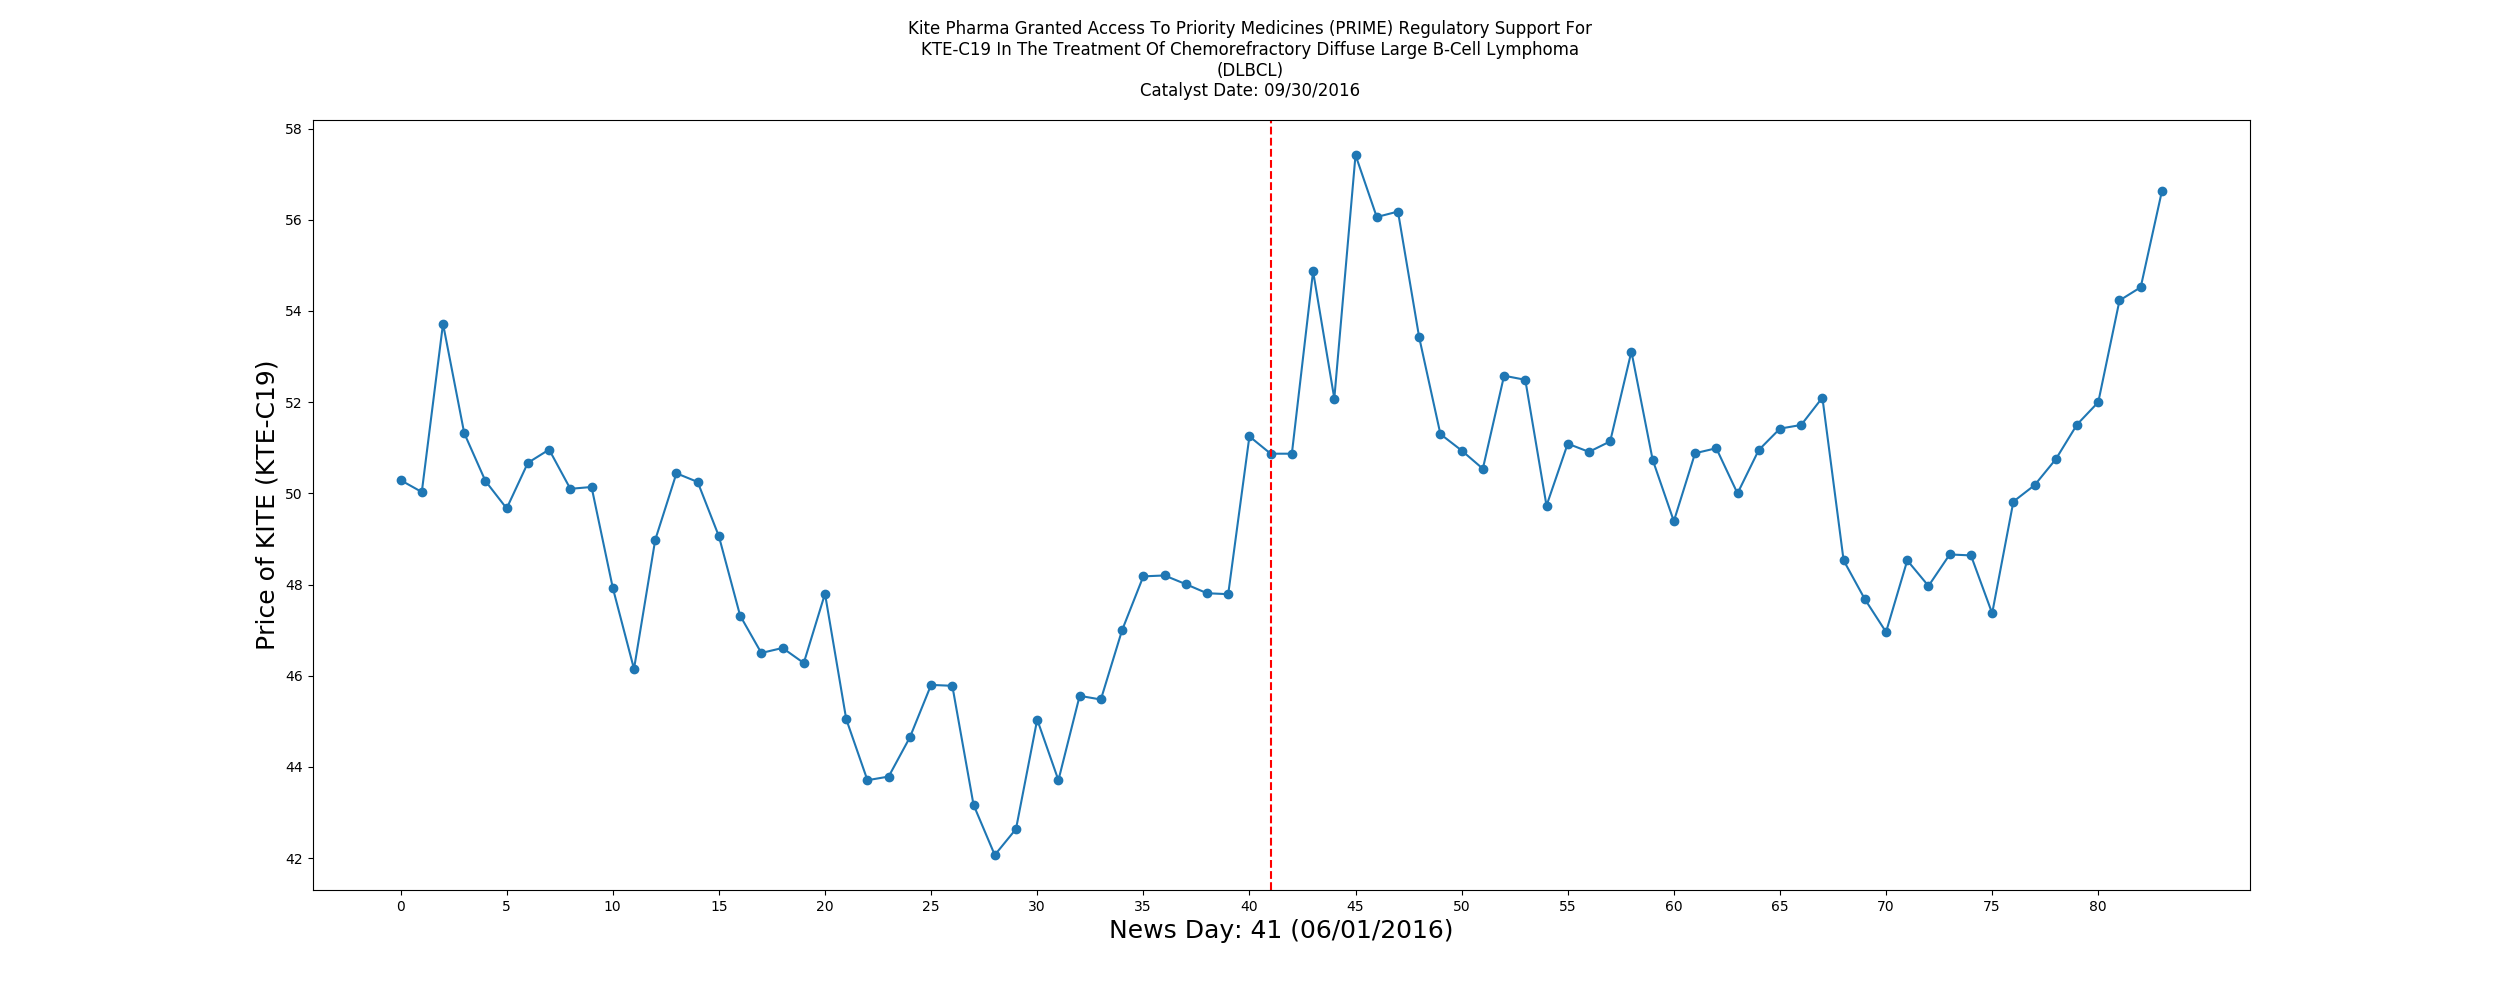 Kite Pharma Granted Access To Priority Medicines (PRIME) Regulatory Support For
KTE-C19 In The Treatment Of Chemorefractory Diffuse Large B-Cell Lymphoma
(DLBCL)
Catalyst Date: 09/30/2016
58
56
54
52
50
48
46
44
42
Price of KITE (KTE-C19)
0 5 10 15 20 25 30 35 40 45 50 55 60 65 70 75 80
News Day: 41 (06/01/2016)